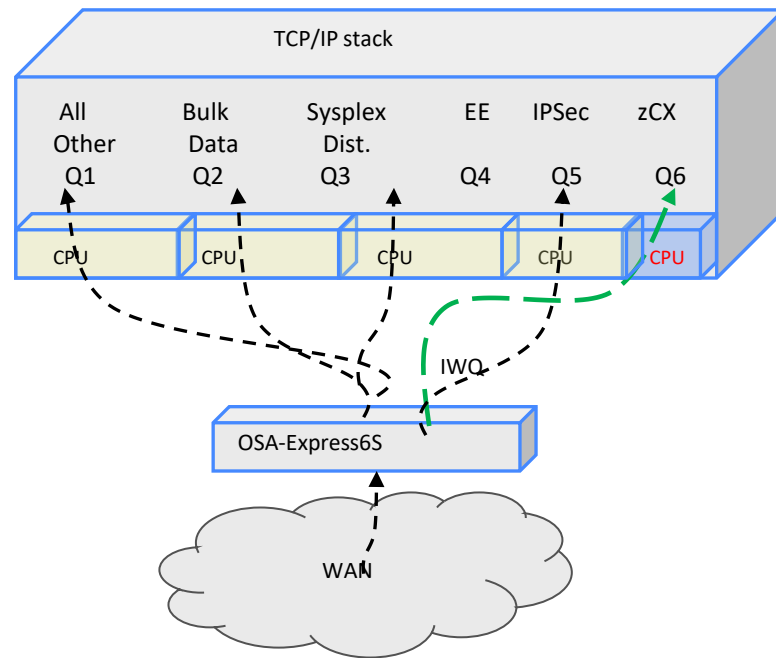 TCP/IP stack
All Bulk Sysplex EE IPSec zCX
Other Data Dist.
Q1 Q2 Q3 Q4 Q5 Q6
CPU CPU CPU CPU CPU
IWQ
OSA-Express6S
WAN